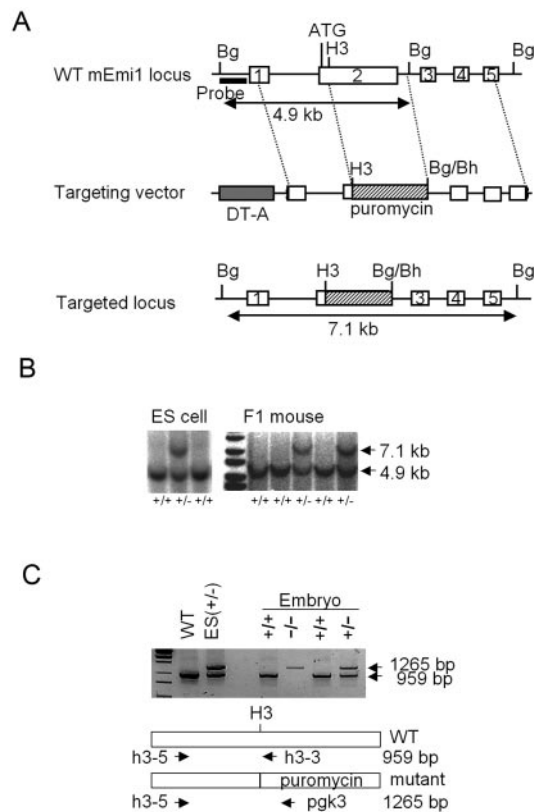 A
ATG
Bg H3 Bg Bg
WT mEmi1 locus 1 2 3 4 5
Probe
4.9 kb
H3 Bg/Bh
Targeting vector
DT-A puromycin
Bg H3 Bg/Bh Bg
Targeted locus 1 3 4 5
7.1 kb
B
ES cell F1 mouse
7.1 kb
4.9 kb
+/+ +/- +/+ +/+ +/+ +/- +/+ +/-
C
WT ES(+/-) Embryo
+/+ -/- +/+ +/-
1265 bp
959 bp
H3
WT
h3-5 h3-3 959 bp
puromycin mutant
h3-5 pgk3 1265 bp